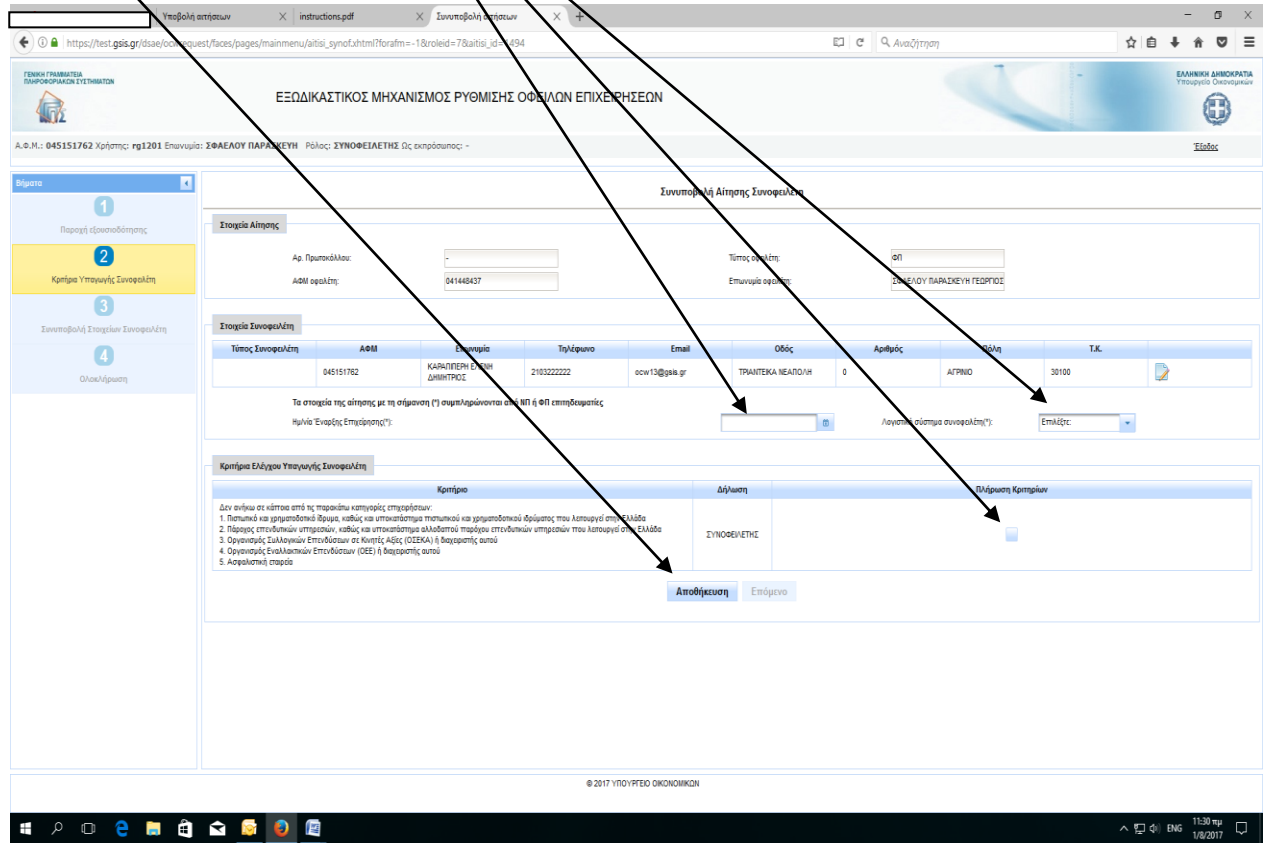 Υποβολή αιτήσεων
instructions.pdf
Συνυποβολή αιτήσεων
https://test.gsis.gr/dsae/ocw/request/faces/pages/mainmenu/aitisi_synof.xhtml?forafm=-1&roleid=7&aitisi_id=1494
Αναζήτηση
ΓΕΝΙΚΗ ΓΡΑΜΜΑΤΕΙΑ
ΠΛΗΡΟΦΟΡΙΑΚΩΝ ΣΥΣΤΗΜΑΤΩΝ
ΕΞΩΔΙΚΑΣΤΙΚΟΣ ΜΗΧΑΝΙΣΜΟΣ ΡΥΘΜΙΣΗΣ ΟΦΕΙΛΩΝ ΕΠΙΧΕΙΡΗΣΕΩΝ
ΕΛΛΗΝΙΚΗ ΔΗΜΟΚΡΑΤΙΑ
Υπουργείο Οικονομικών
Α.Φ.Μ.: 045151762 Χρήστης: rg1201 Επωνυμία: ΣΦΑΕΛΟΥ ΠΑΡΑΣΚΕΥΗ Ρόλος: ΣΥΝΟΦΕΙΛΕΤΗΣ Ως εκπρόσωπος: -
Έξοδος
Βήματα
1
Παροχή εξουσιοδότησης
2
Κριτήρια Υπαγωγής Συνοφειλέτη
3
Συνυποβολή Στοιχείων Συνοφειλέτη
4
Ολοκλήρωση
Συνυποβολή Αίτησης Συνοφειλέτη
Στοιχεία Αίτησης
Αρ. Πρωτοκόλλου: -
Τύπος οφειλέτη: ΦΠ
ΑΦΜ οφειλέτη: 041448437
Επωνυμία οφειλέτη: ΣΦΑΕΛΟΥ ΠΑΡΑΣΚΕΥΗ ΓΕΩΡΓΙΟΣ
Στοιχεία Συνοφειλέτη
Τύπος Συνοφειλέτη ΑΦΜ Επωνυμία Τηλέφωνο Email Οδός Αριθμός Πόλη Τ.Κ.
045151762 ΚΑΡΑΠΙΠΕΡΗ ΕΛΕΝΗ ΔΗΜΗΤΡΙΟΣ 2103222222 ocw13@gsis.gr ΤΡΙΑΝΤΕΙΚΑ ΝΕΑΠΟΛΗ 0 ΑΓΡΙΝΙΟ 30100
Τα στοιχεία της αίτησης με τη σήμανση (*) συμπληρώνονται από ΝΠ ή ΦΠ επιτηδευματίες
Ημ/νία Έναρξης Επιχείρησης(*):
Λογιστικό σύστημα συνοφειλέτη(*): Επιλέξτε:
Κριτήρια Ελέγχου Υπαγωγής Συνοφειλέτη
Κριτήριο Δήλωση Πλήρωση Κριτηρίων
Δεν ανήκω σε κάποια από τις παρακάτω κατηγορίες επιχειρήσεων:
1. Πιστωτικό και χρηματοδοτικό ίδρυμα, καθώς και υποκατάστημα πιστωτικού και χρηματοδοτικού ιδρύματος που λειτουργεί στην Ελλάδα
2. Πάροχος επενδυτικών υπηρεσιών, καθώς και υποκατάστημα αλλοδαπού παρόχου επενδυτικών υπηρεσιών που λειτουργεί στην Ελλάδα
3. Οργανισμός Συλλογικών Επενδύσεων σε Κινητές Αξίες (ΟΣΕΚΑ) ή διαχειριστής αυτού
4. Οργανισμός Εναλλακτικών Επενδύσεων (ΟΕΕ) ή διαχειριστής αυτού
5. Ασφαλιστική εταιρεία
ΣΥΝΟΦΕΙΛΕΤΗΣ
Αποθήκευση Επόμενο
© 2017 ΥΠΟΥΡΓΕΙΟ ΟΙΚΟΝΟΜΙΚΩΝ
ENG
11:30 πμ
1/8/2017